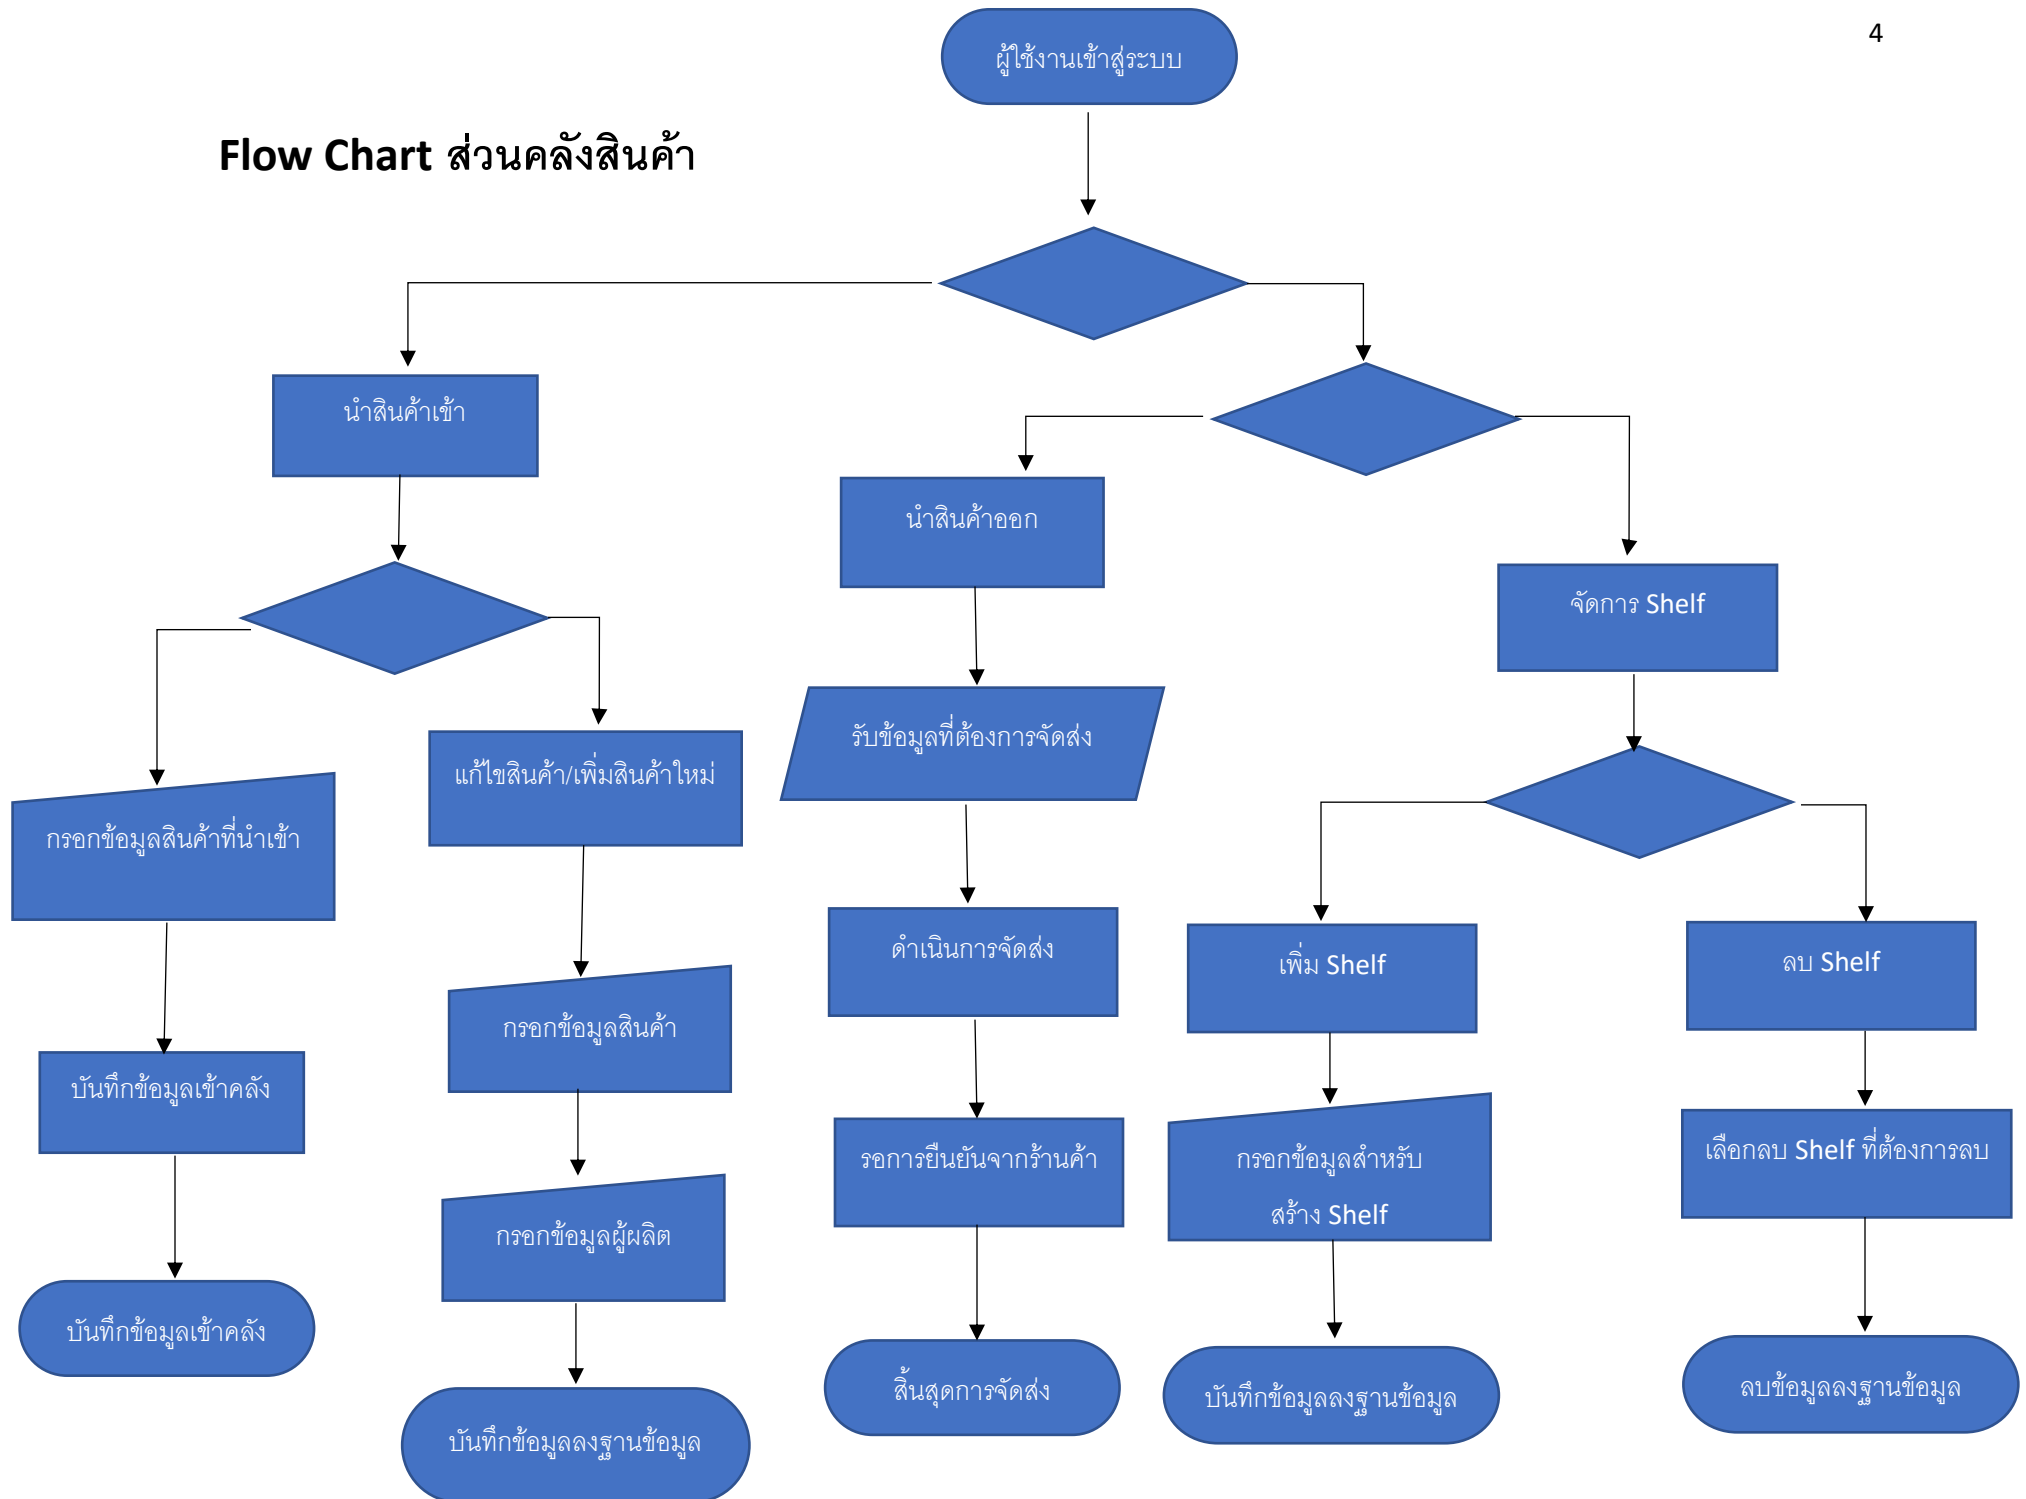 4
ผู้ใช้งานเข้าสู่ระบบ
Flow Chart ส่วนคลังสินค้า
นำสินค้าเข้า
นำสินค้าออก
จัดการ Shelf
รับข้อมูลที่ต้องการจัดส่ง
แก้ไขสินค้า/เพิ่มสินค้าใหม่
กรอกข้อมูลสินค้าที่นำเข้า
ดำเนินการจัดส่ง
เพิ่ม Shelf
ลบ Shelf
กรอกข้อมูลสินค้า
บันทึกข้อมูลเข้าคลัง
รอการยืนยันจากร้านค้า
กรอกข้อมูลสำหรับ
สร้าง Shelf
เลือกลบ Shelf ที่ต้องการลบ
กรอกข้อมูลผู้ผลิต
บันทึกข้อมูลเข้าคลัง
สิ้นสุดการจัดส่ง
บันทึกข้อมูลลงฐานข้อมูล
ลบข้อมูลลงฐานข้อมูล
บันทึกข้อมูลลงฐานข้อมูล